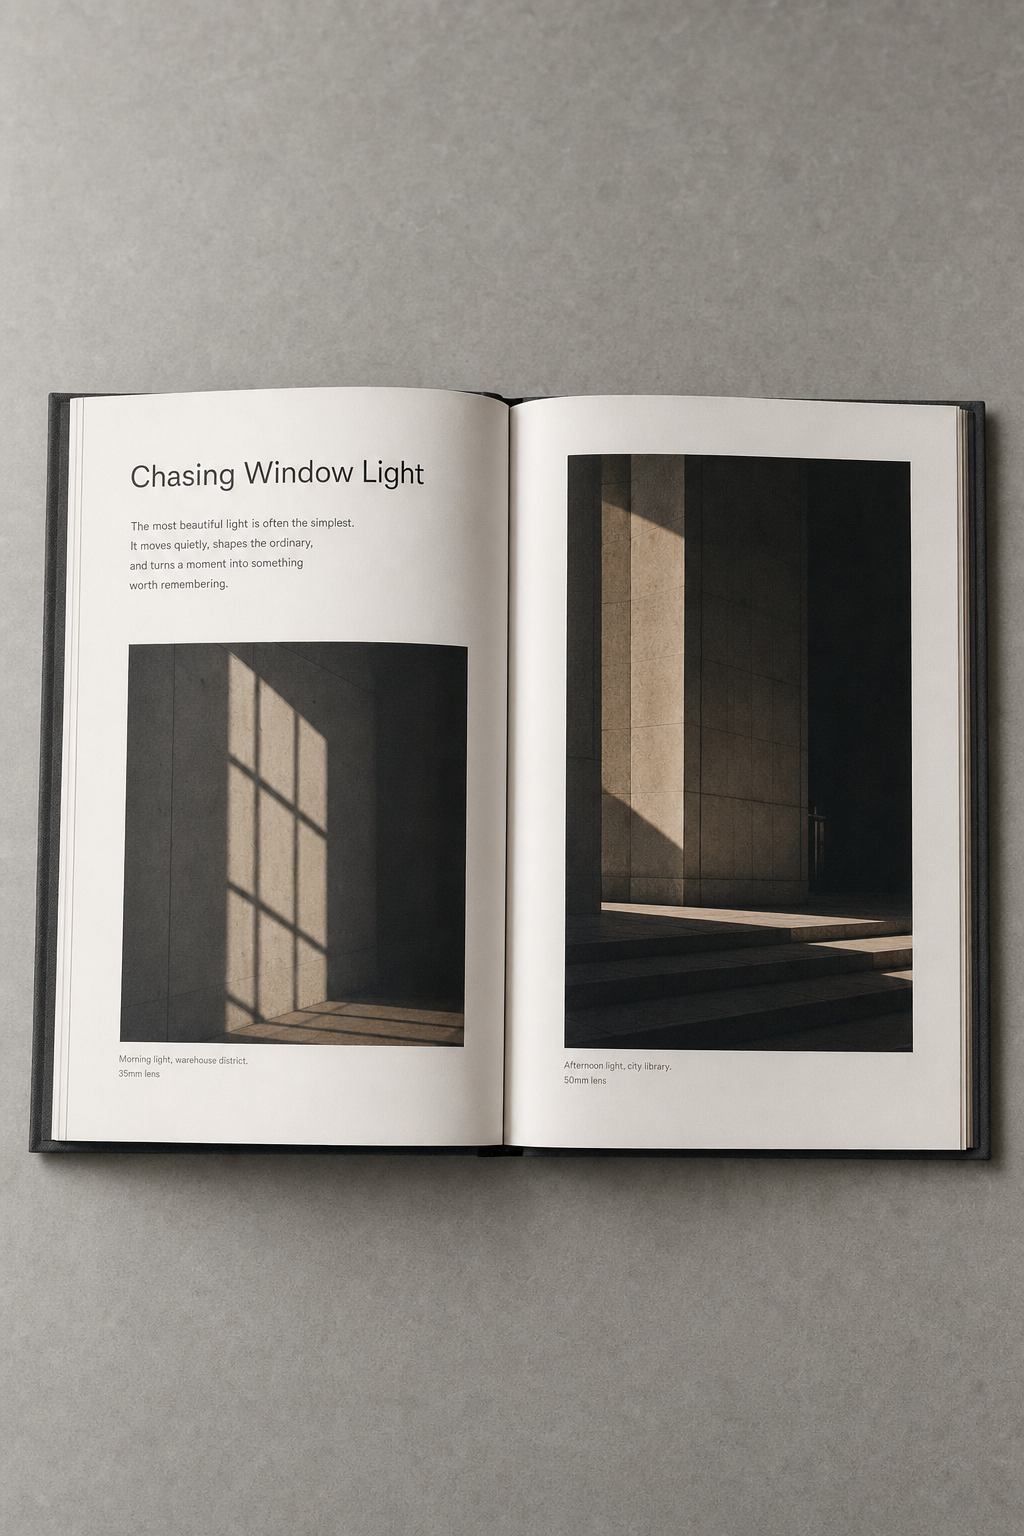 Chasing Window Light
The most beautiful light is often the simplest.
It moves quietly, shapes the ordinary,
and turns a moment into something
worth remembering.
Morning light, warehouse district.
35mm lens
Afternoon light, city library.
50mm lens